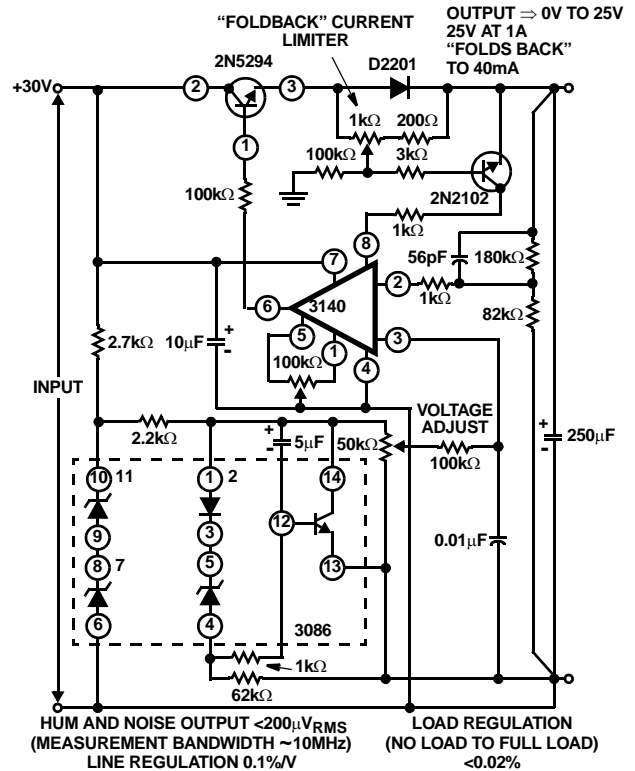 "FOLDBACK" CURRENT
LIMITER
OUTPUT ⇒ 0V TO 25V
25V AT 1A
"FOLDS BACK"
TO 40mA
2N5294
D2201
+30V
2
3
1kΩ
200Ω
1
100kΩ
3kΩ
100kΩ
2N2102
1kΩ
8
7
56pF
180kΩ
2
6
3140
1kΩ
82kΩ
5
3
2.7kΩ
10μF
+
-
1
100kΩ
4
INPUT
VOLTAGE
ADJUST
2.2kΩ
+
-
5μF
50kΩ
100kΩ
+
-
250μF
10
11
1
2
14
9
3
12
0.01μF
8
7
5
13
6
4
3086
1kΩ
62kΩ
HUM AND NOISE OUTPUT <200μVRMS
(MEASUREMENT BANDWIDTH ~10MHz)
LINE REGULATION 0.1%/V
LOAD REGULATION
(NO LOAD TO FULL LOAD)
<0.02%